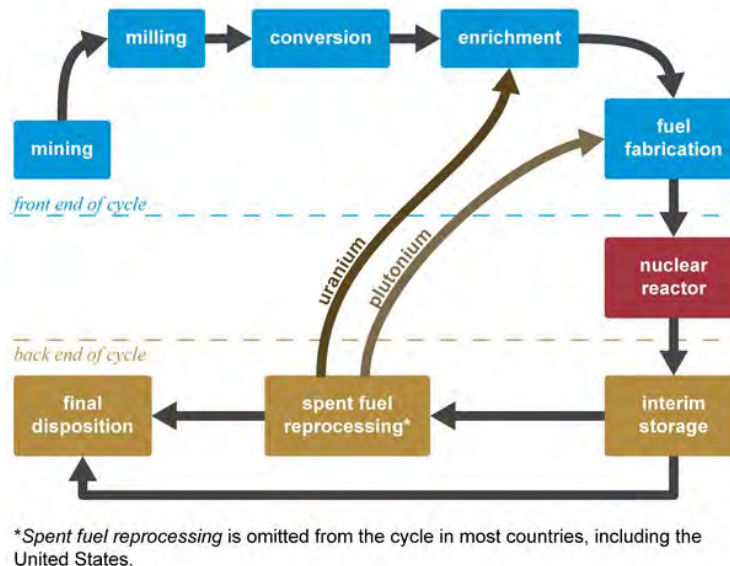 milling
conversion
enrichment
mining
fuel
fabrication
front end of cycle
uranium
plutonium
nuclear
reactor
back end of cycle
final
disposition
spent fuel
reprocessing*
interim
storage
*Spent fuel reprocessing is omitted from the cycle in most countries, including the
United States.